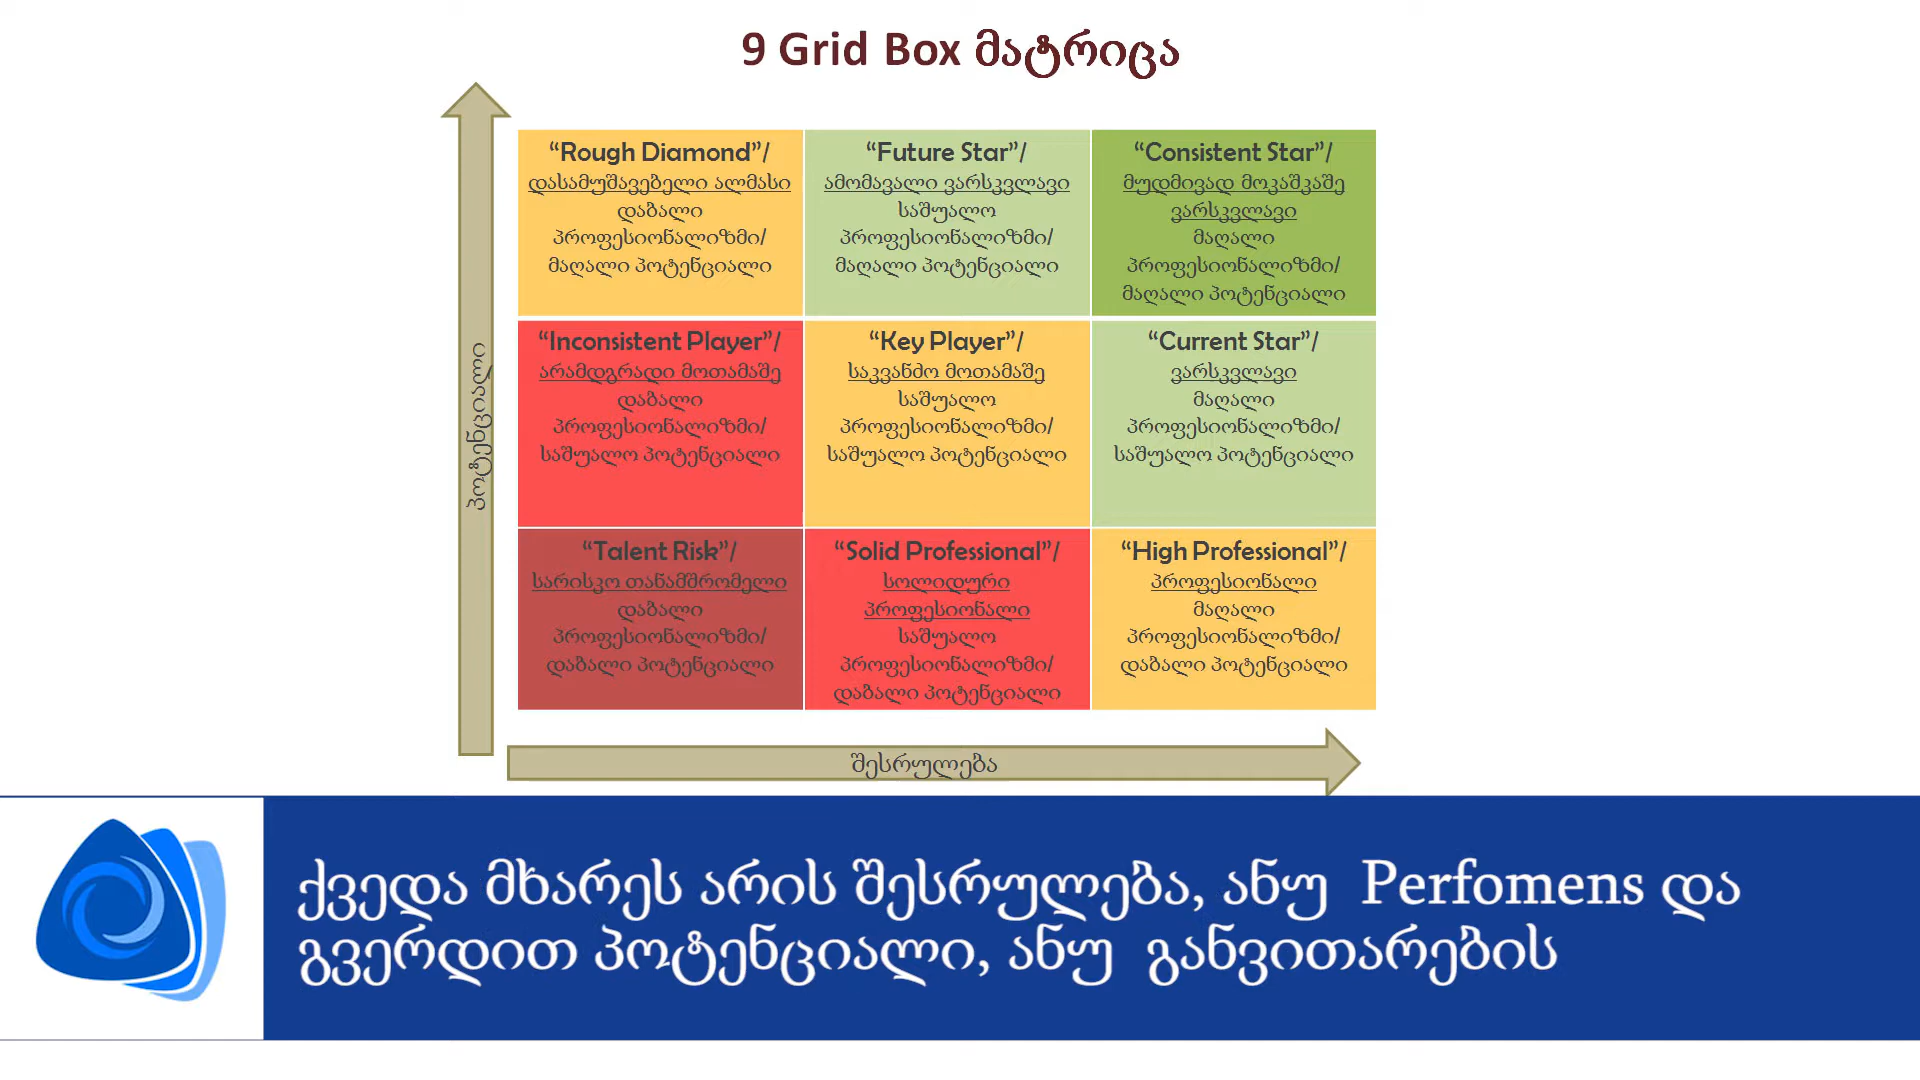 9 Grid Box მატრიცა
“Rough Diamond”/
დასამუშავებელი ალმასი
დაბალი
პროფესიონალიზმი/
მაღალი პოტენციალი
“Future Star”/
ამომავალი ვარსკვლავი
საშუალო
პროფესიონალიზმი/
მაღალი პოტენციალი
“Consistent Star”/
მუდმივად მოკაშკაშე
ვარსკვლავი
მაღალი
პროფესიონალიზმი/
მაღალი პოტენციალი
“Inconsistent Player”/
არამდგრადი მოთამაშე
დაბალი
პროფესიონალიზმი/
საშუალო პოტენციალი
“Key Player”/
საკვანძო მოთამაშე
საშუალო
პროფესიონალიზმი/
საშუალო პოტენციალი
“Current Star”/
ვარსკვლავი
მაღალი
პროფესიონალიზმი/
საშუალო პოტენციალი
“Talent Risk”/
სარისკო თანამშრომელი
დაბალი
პროფესიონალიზმი/
დაბალი პოტენციალი
“Solid Professional”/
სოლიდური
პროფესიონალი
საშუალო
პროფესიონალიზმი/
დაბალი პოტენციალი
“High Professional”/
პროფესიონალი
მაღალი
პროფესიონალიზმი/
დაბალი პოტენციალი
პოტენციალი
შესრულება
ქვედა მხარეს არის შესრულება, ანუ Perfomens და
გვერდით პოტენციალი, ანუ განვითარების